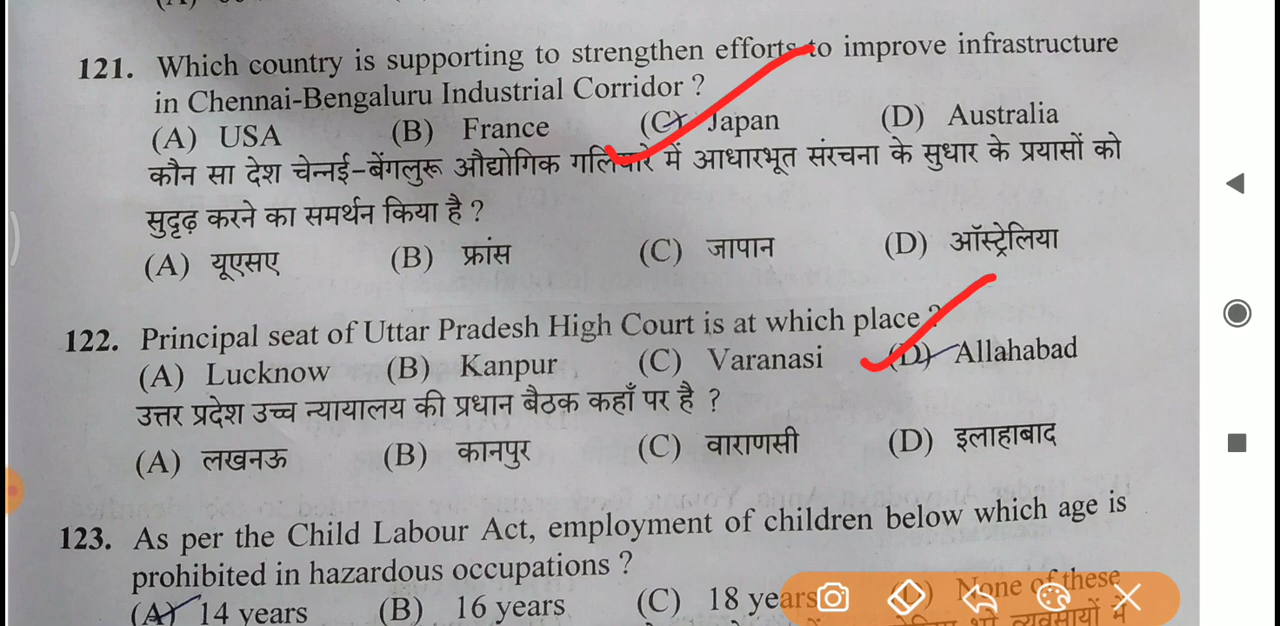 121. Which country is supporting to strengthen efforts to improve infrastructure
in Chennai-Bengaluru Industrial Corridor ?
(A) USA (B) France (C) Japan (D) Australia
कौन सा देश चेन्नई-बेंगलुरू औद्योगिक गलियारे में आधारभूत संरचना के सुधार के प्रयासों को
सुदृढ़ करने का समर्थन किया है ?
(A) यूएसए (B) फ्रांस (C) जापान (D) ऑस्ट्रेलिया
122. Principal seat of Uttar Pradesh High Court is at which place ?
(A) Lucknow (B) Kanpur (C) Varanasi (D) Allahabad
उत्तर प्रदेश उच्च न्यायालय की प्रधान बैठक कहाँ पर है ?
(A) लखनऊ (B) कानपुर (C) वाराणसी (D) इलाहाबाद
123. As per the Child Labour Act, employment of children below which age is
prohibited in hazardous occupations ?
(A) 14 years (B) 16 years (C) 18 years (D) None of these
व्यवसायों में